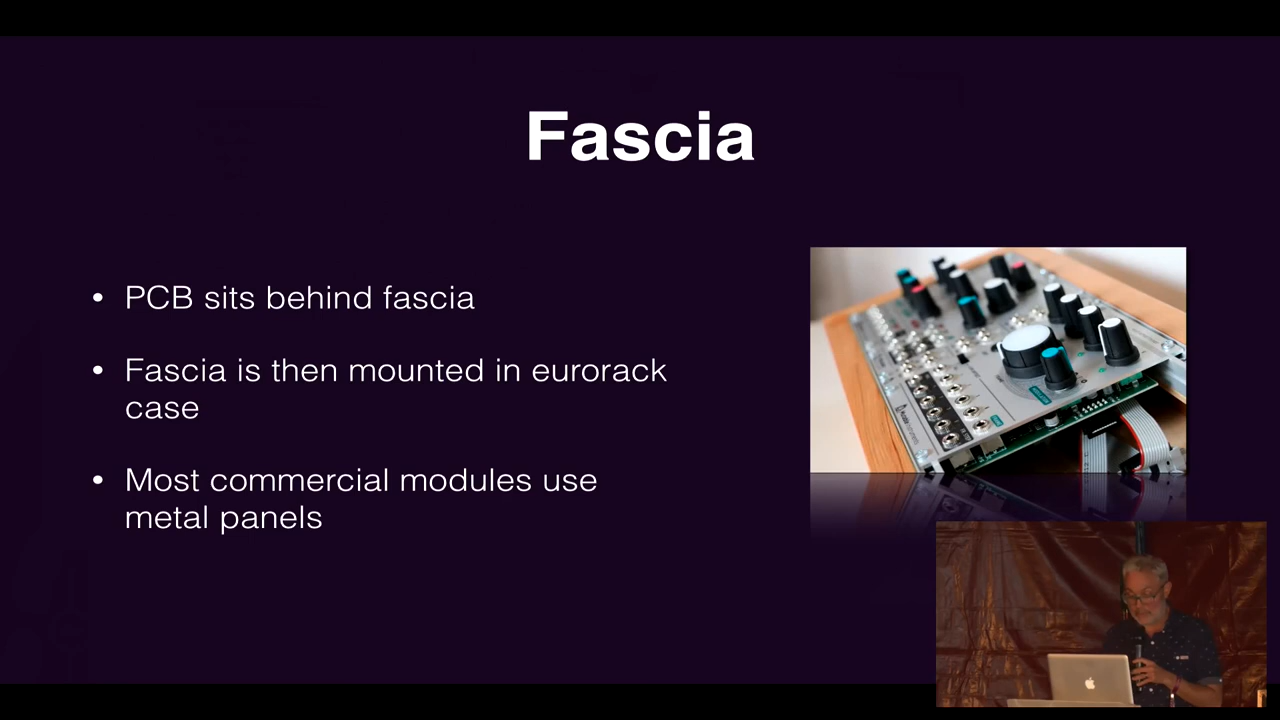 Fascia
• PCB sits behind fascia
• Fascia is then mounted in eurorack
case
• Most commercial modules use
metal panels